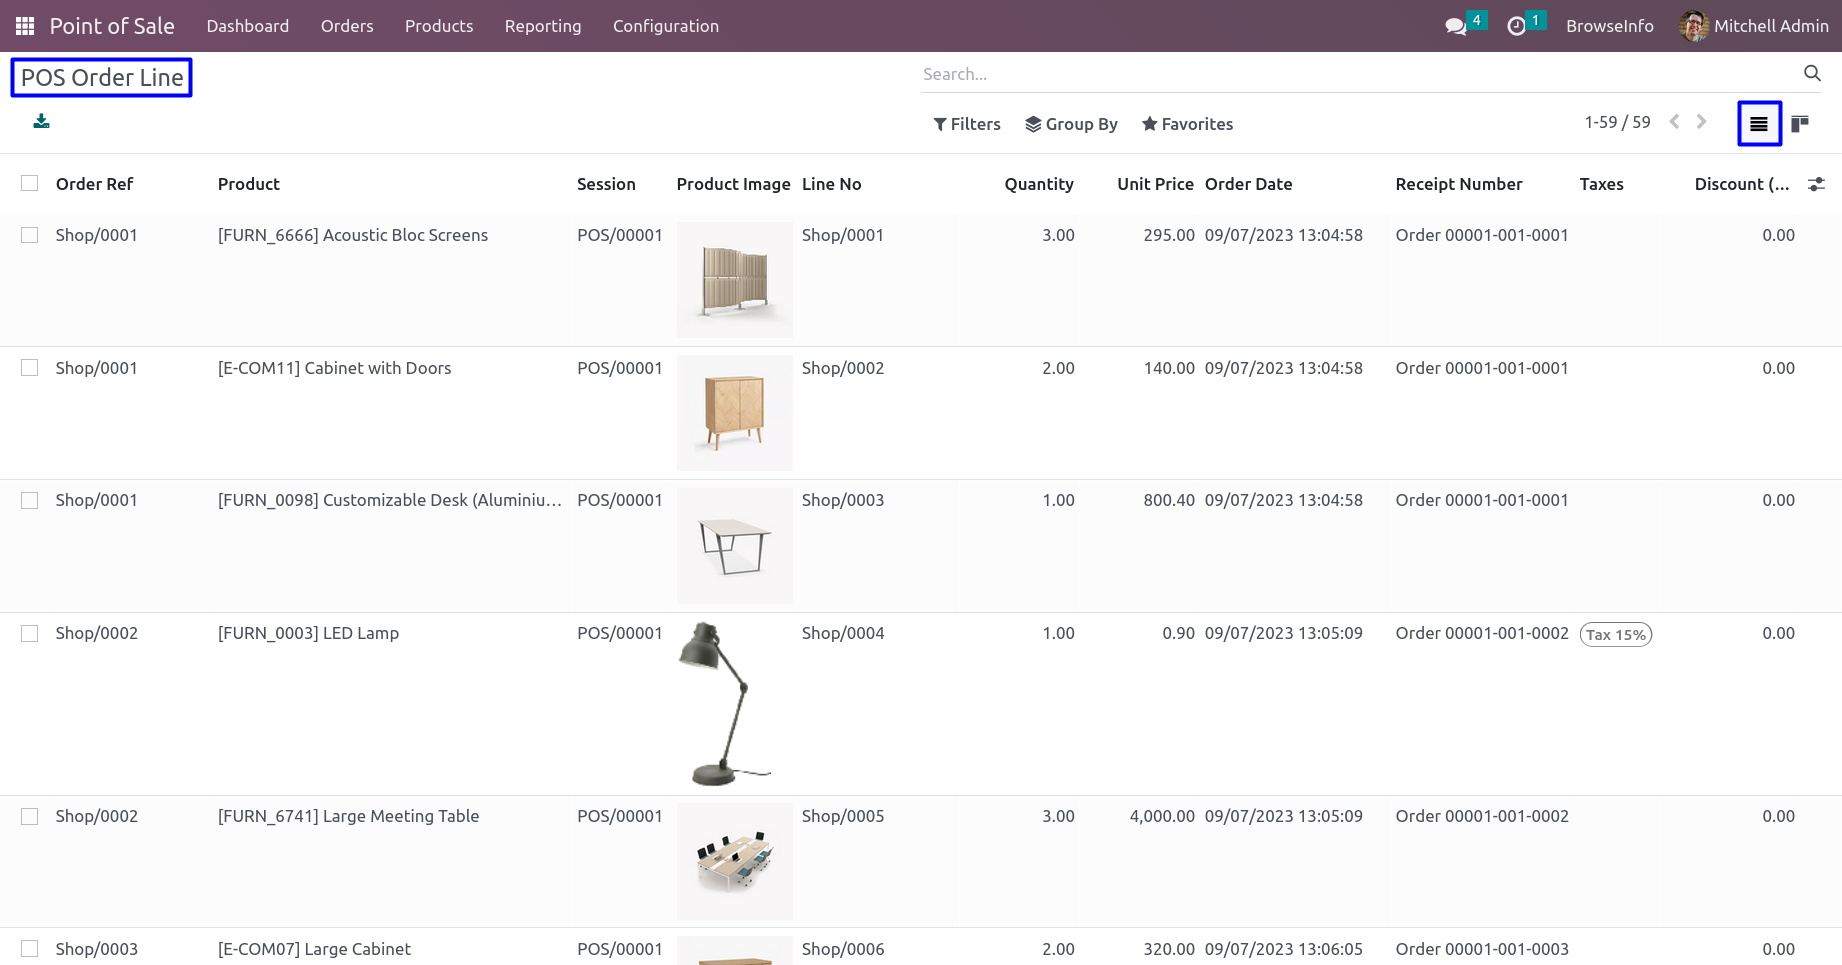 Point of Sale Dashboard Orders Products Reporting Configuration 4 1 BrowseInfo Mitchell Admin
POS Order Line
Search...
Filters Group By Favorites 1-59 / 59
Order Ref Product Session Product Image Line No Quantity Unit Price Order Date Receipt Number Taxes Discount (...
Shop/0001 [FURN_6666] Acoustic Bloc Screens POS/00001 Shop/0001 3.00 295.00 09/07/2023 13:04:58 Order 00001-001-0001 0.00
Shop/0001 [E-COM11] Cabinet with Doors POS/00001 Shop/0002 2.00 140.00 09/07/2023 13:04:58 Order 00001-001-0001 0.00
Shop/0001 [FURN_0098] Customizable Desk (Aluminiu... POS/00001 Shop/0003 1.00 800.40 09/07/2023 13:04:58 Order 00001-001-0001 0.00
Shop/0002 [FURN_0003] LED Lamp POS/00001 Shop/0004 1.00 0.90 09/07/2023 13:05:09 Order 00001-001-0002 Tax 15% 0.00
Shop/0002 [FURN_6741] Large Meeting Table POS/00001 Shop/0005 3.00 4,000.00 09/07/2023 13:05:09 Order 00001-001-0002 0.00
Shop/0003 [E-COM07] Large Cabinet POS/00001 Shop/0006 2.00 320.00 09/07/2023 13:06:05 Order 00001-001-0003 0.00